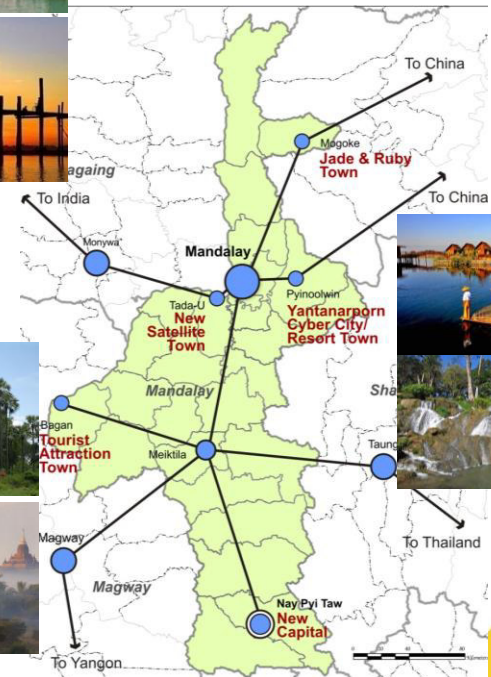 To China
Mogoke
Jade & Ruby
Town
againg
To India
To China
Monywa
Mandalay
Pyinoolwin
Tada-U
New
Satellite
Town
Yantanarporn
Cyber City/
Resort Town
Mandalay
Sha
Bagan
Tourist
Attraction
Town
Meiktila
Taung
Magway
To Thailand
Magway
Nay Pyi Taw
New
Capital
To Yangon